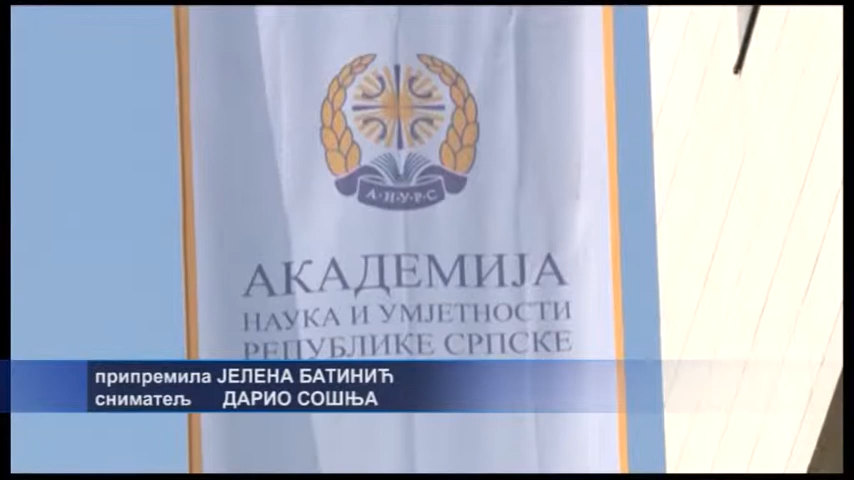 А·Н·У·Р·С
АКАДЕМИЈА
НАУКА И УМЈЕТНОСТИ
РЕПУБЛИКЕ СРПСКЕ
припремила ЈЕЛЕНА БАТИНИЋ
сниматељ ДАРИО СОШЊА